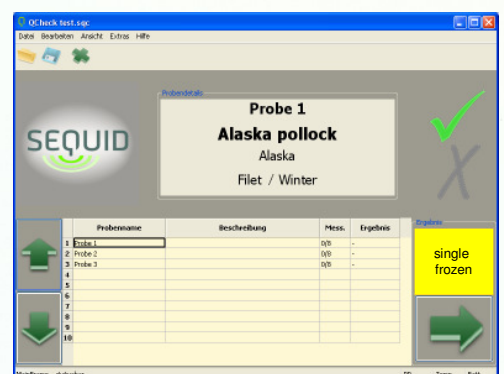 QCheck test.sqc
Datei Bearbeiten Ansicht Extras Hilfe
Probendetails
Probe 1
Alaska pollock
Alaska
Filet / Winter
SEQUID
Probenname Beschreibung Mess. Ergebnis
1 Probe 1 0/8 -
2 Probe 2 0/8 -
3 Probe 3 0/8 -
4
5
6
7
8
9
10
Ergebnis
single
frozen